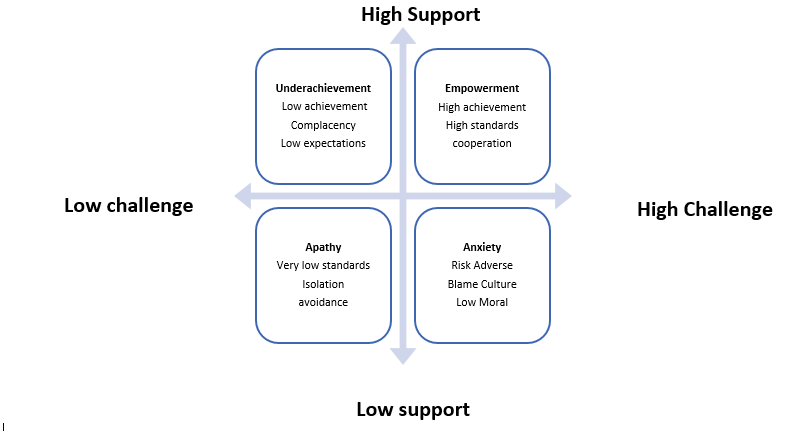 High Support
Underachievement
Low achievement
Complacency
Low expectations
Empowerment
High achievement
High standards
cooperation
Low challenge
High Challenge
Apathy
Very low standards
Isolation
avoidance
Anxiety
Risk Adverse
Blame Culture
Low Moral
Low support